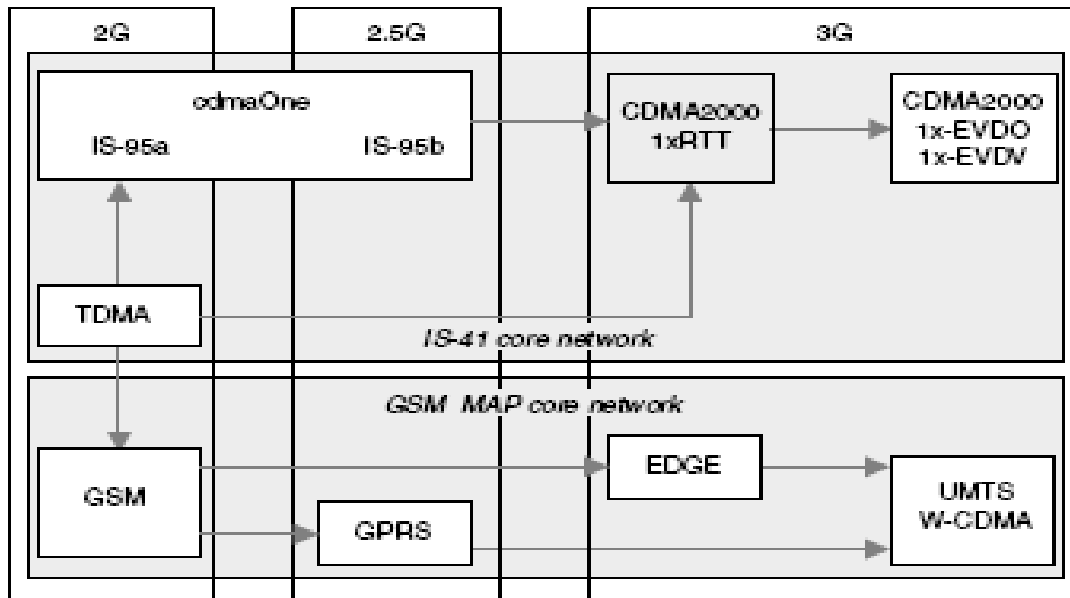 2G
2.5G
3G
cdmaOne
IS-95a
IS-95b
CDMA2000
1xRTT
CDMA2000
1x-EVDO
1x-EVDV
TDMA
IS-41 core network
GSM MAP core network
GSM
GPRS
EDGE
UMTS
W-CDMA